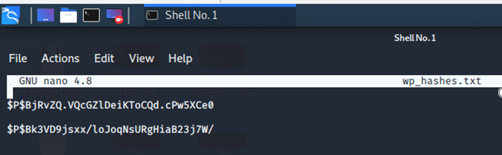 Shell No. 1
Shell No. 1
File Actions Edit View Help
GNU nano 4.8 wp_hashes.txt
$P$BjRvZQ.VQcGZlDeiKToCQd.cPw5XCe0
$P$Bk3VD9jsxx/loJoqNsURgHiaB23j7W/